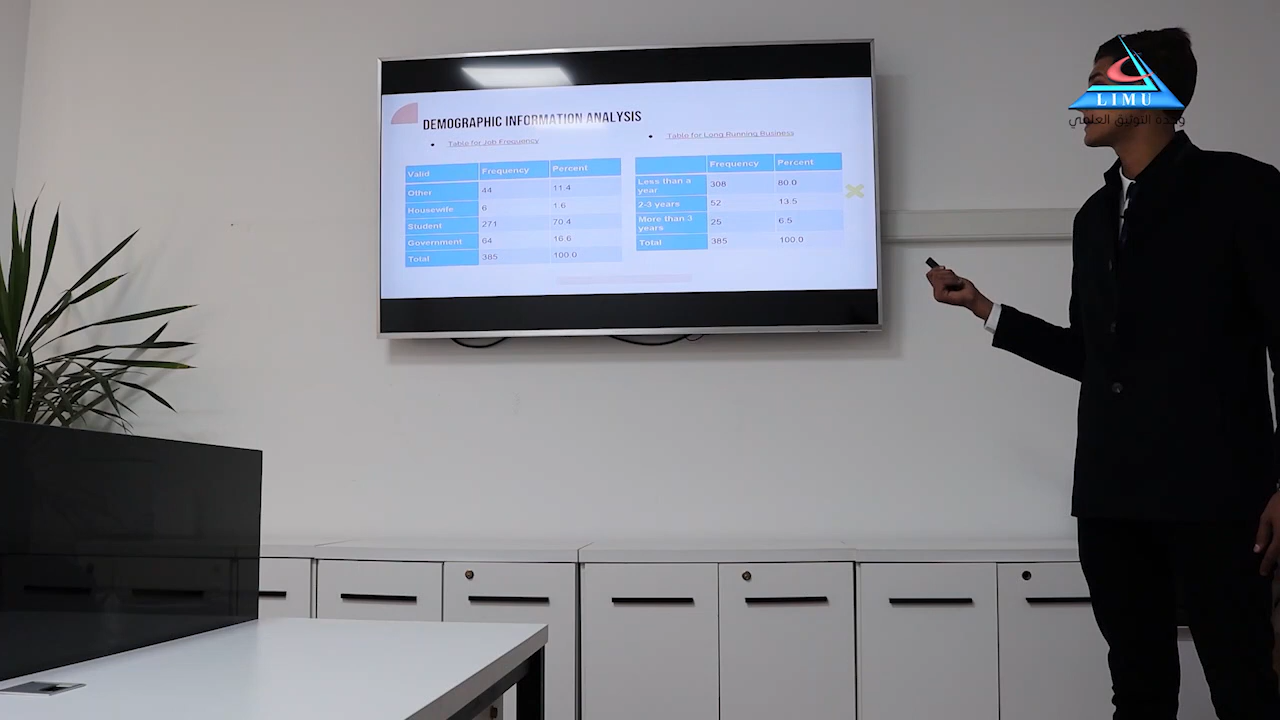 DEMOGRAPHIC INFORMATION ANALYSIS
• Table for Job Frequency
Valid Frequency Percent
Other 44 11.4
Housewife 6 1.6
Student 271 70.4
Government 64 16.6
Total 385 100.0
• Table for Long Running Business
Frequency Percent
Less than a
year 308 80.0
2-3 years 52 13.5
More than 3
years 25 6.5
Total 385 100.0
LIMU
وحدة التوثيق العلمي